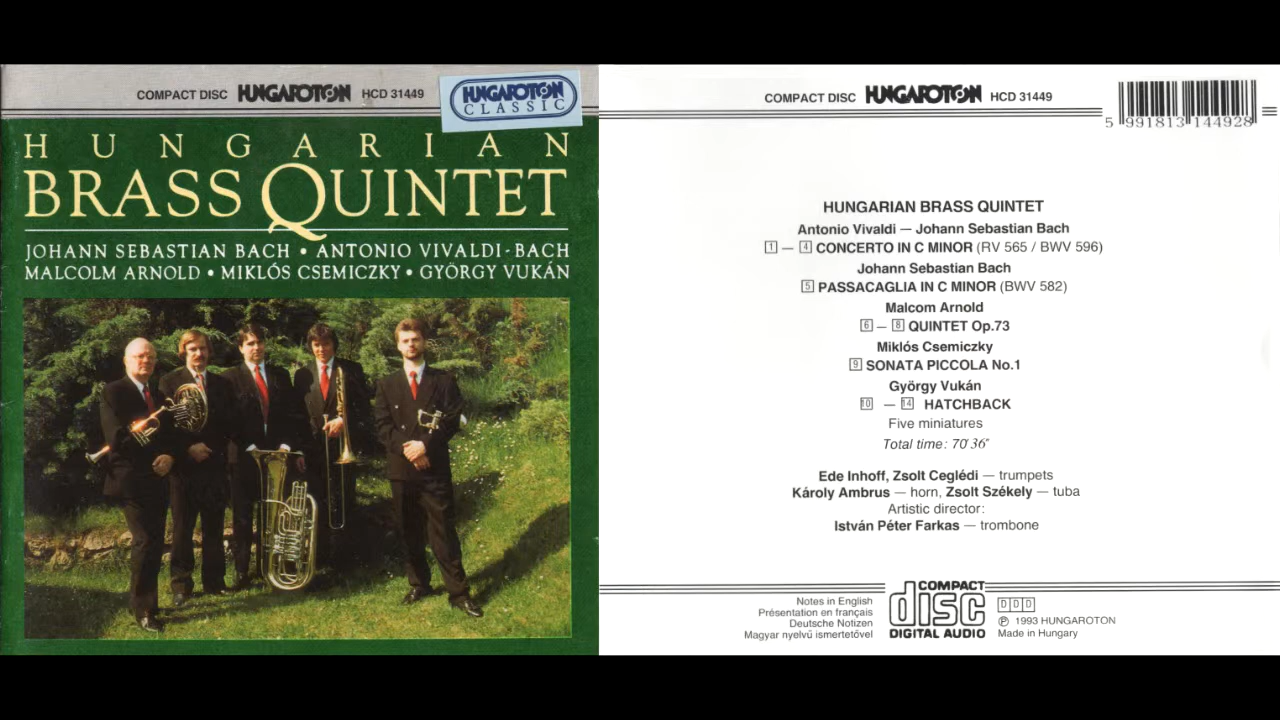 COMPACT DISC HUNGAROTON HCD 31449
HUNGAROTON
CLASSIC
HUNGARIAN
BRASS QUINTET
JOHANN SEBASTIAN BACH • ANTONIO VIVALDI-BACH
MALCOLM ARNOLD • MIKLÓS CSEMICZKY • GYÖRGY VUKÁN
COMPACT DISC HUNGAROTON HCD 31449
5 991813 144928
HUNGARIAN BRASS QUINTET
Antonio Vivaldi — Johann Sebastian Bach
1 — 4 CONCERTO IN C MINOR (RV 565 / BWV 596)
Johann Sebastian Bach
5 PASSACAGLIA IN C MINOR (BWV 582)
Malcom Arnold
6 — 8 QUINTET Op.73
Miklós Csemiczky
9 SONATA PICCOLA No.1
György Vukán
10 — 14 HATCHBACK
Five miniatures
Total time: 70'36"
Ede Inhoff, Zsolt Ceglédi — trumpets
Károly Ambrus — horn, Zsolt Székely — tuba
Artistic director:
István Péter Farkas — trombone
Notes in English
Présentation en français
Deutsche Notizen
Magyar nyelvű ismertetővel
COMPACT
disc
DIGITAL AUDIO
D D D
℗ 1993 HUNGAROTON
Made in Hungary